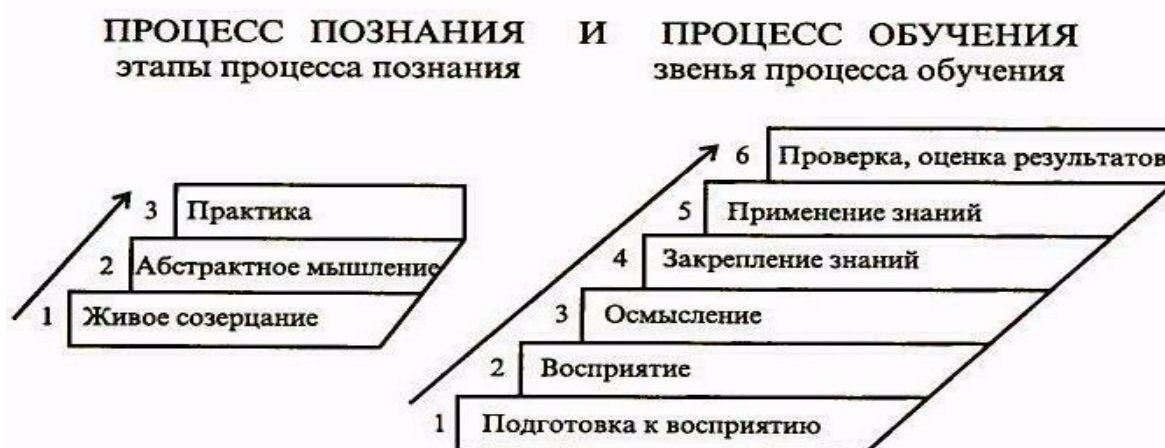 ПРОЦЕСС ПОЗНАНИЯ И ПРОЦЕСС ОБУЧЕНИЯ
этапы процесса познания
звенья процесса обучения
3 Практика
2 Абстрактное мышление
1 Живое созерцание
6 Проверка, оценка результатов
5 Применение знаний
4 Закрепление знаний
3 Осмысление
2 Восприятие
1 Подготовка к восприятию